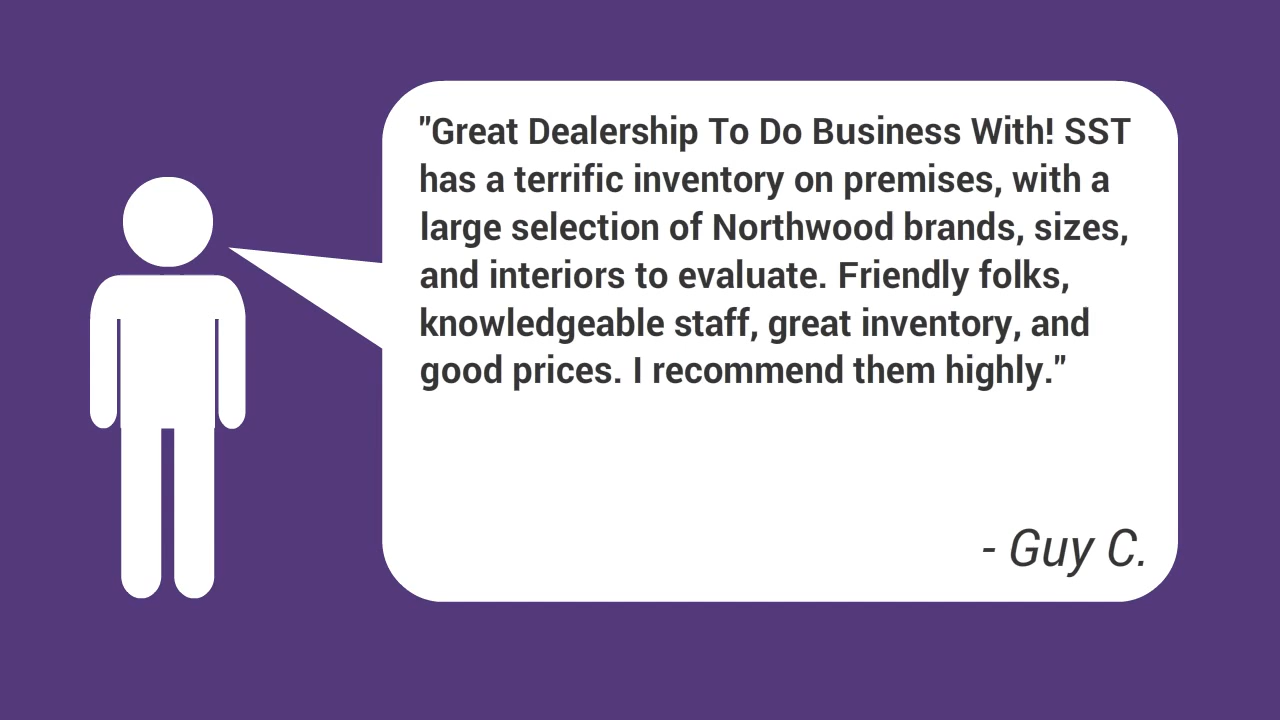 "Great Dealership To Do Business With! SST
has a terrific inventory on premises, with a
large selection of Northwood brands, sizes,
and interiors to evaluate. Friendly folks,
knowledgeable staff, great inventory, and
good prices. I recommend them highly."
- Guy C.